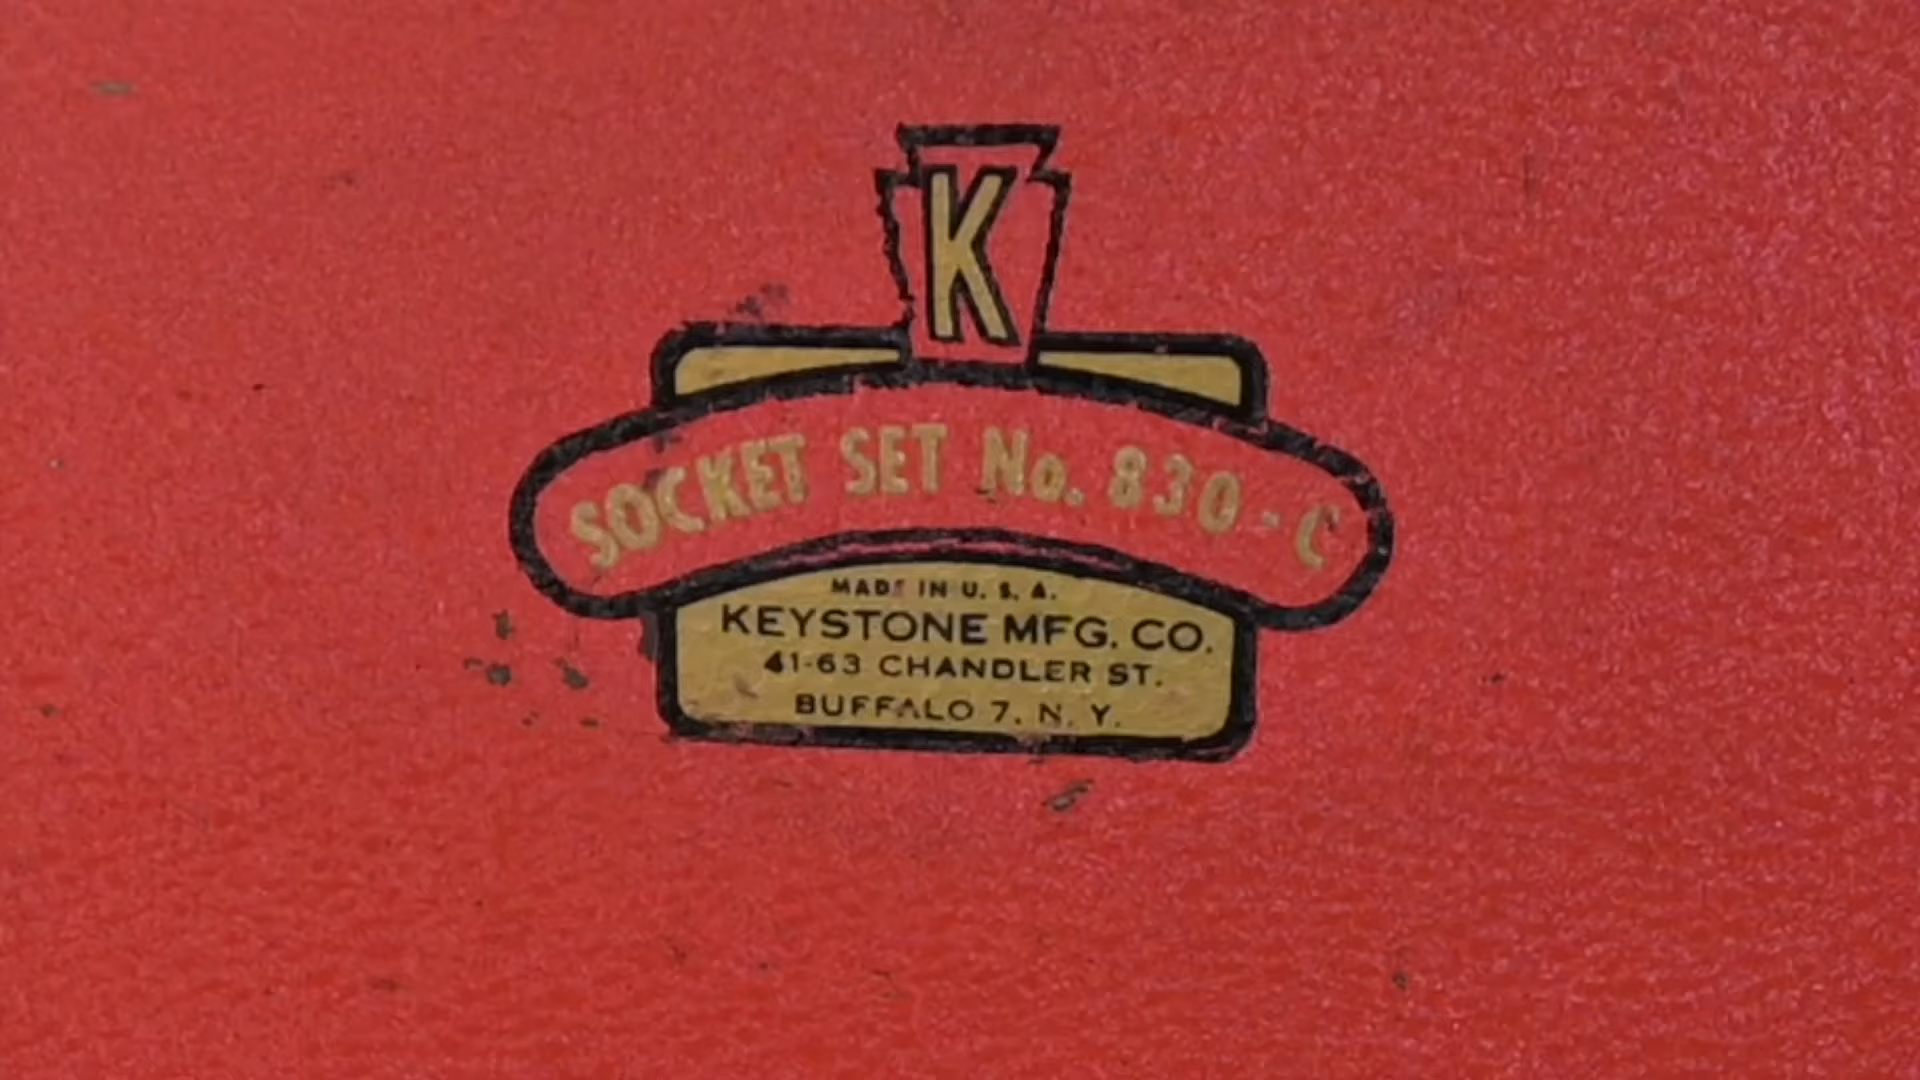 K
SOCKET SET No. 830-C
MADE IN U. S. A.
KEYSTONE MFG. CO.
41-63 CHANDLER ST.
BUFFALO 7, N. Y.